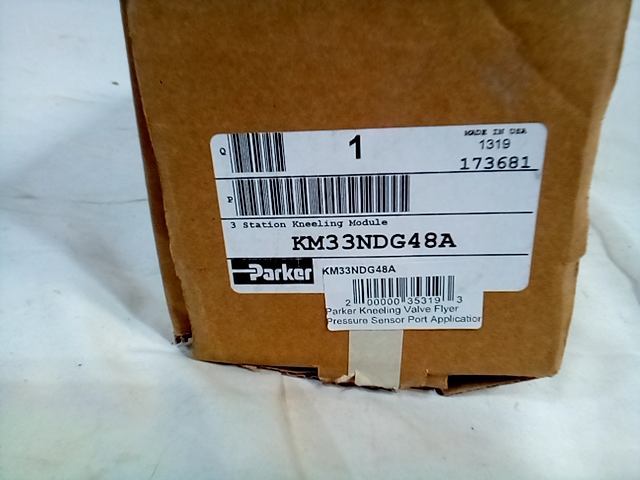 Q
1
MADE IN USA
1319
173681
P
3 Station Kneeling Module
KM33NDG48A
Parker
KM33NDG48A
2 00000 35319 3
Parker Kneeling Valve Flyer
Pressure Sensor Port Application